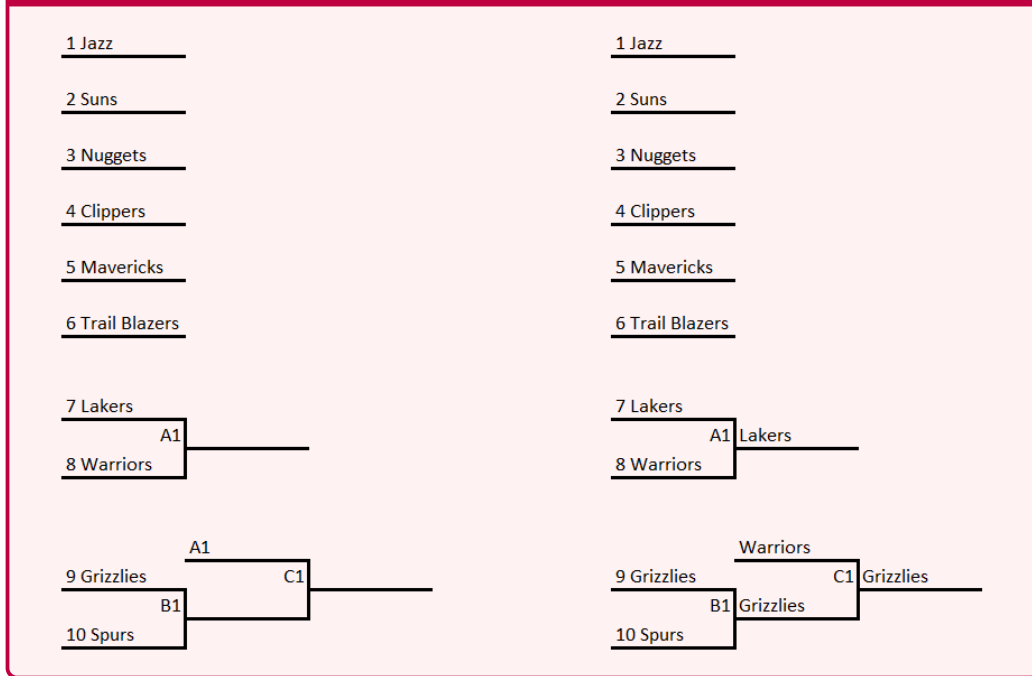 1 Jazz
2 Suns
3 Nuggets
4 Clippers
5 Mavericks
6 Trail Blazers
7 Lakers
A1
8 Warriors
A1
9 Grizzlies
C1
B1
10 Spurs
1 Jazz
2 Suns
3 Nuggets
4 Clippers
5 Mavericks
6 Trail Blazers
7 Lakers
A1 Lakers
8 Warriors
Warriors
9 Grizzlies
C1 Grizzlies
B1 Grizzlies
10 Spurs